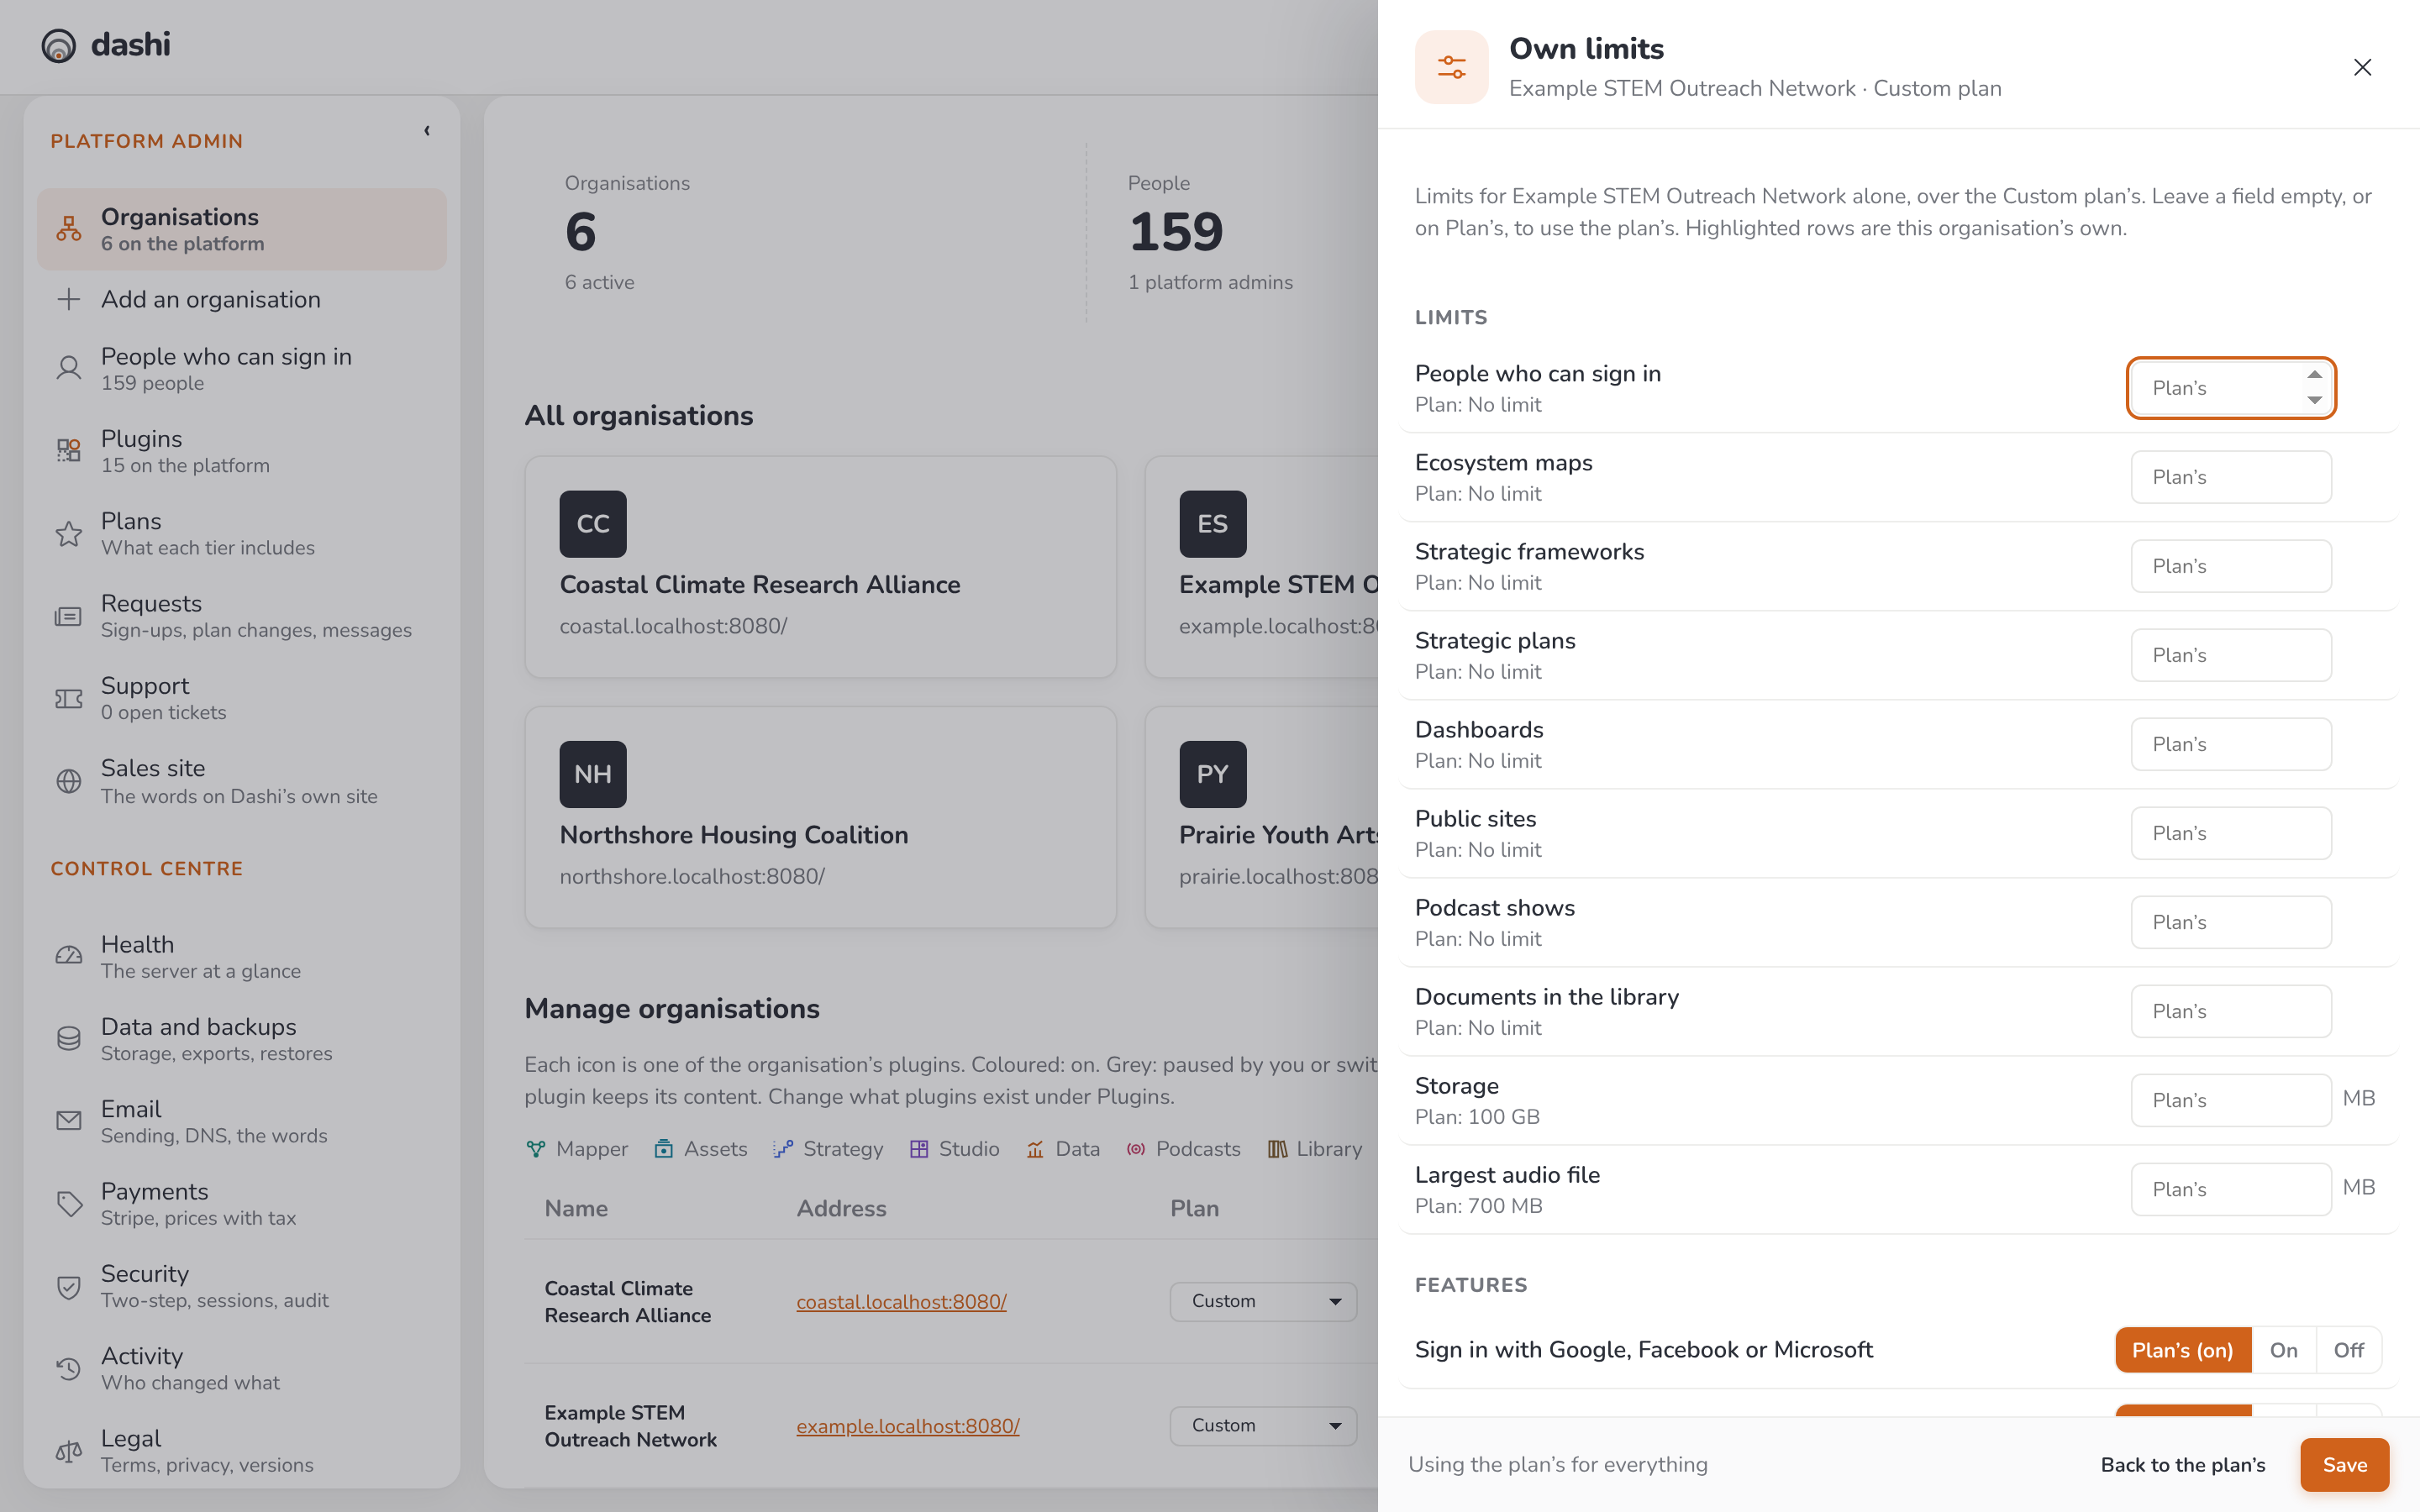 dashi
PLATFORM ADMIN
Organisations
6 on the platform
Add an organisation
People who can sign in
159 people
Plugins
15 on the platform
Plans
What each tier includes
Requests
Sign-ups, plan changes, messages
Support
0 open tickets
Sales site
The words on Dashi’s own site
CONTROL CENTRE
Health
The server at a glance
Data and backups
Storage, exports, restores
Email
Sending, DNS, the words
Payments
Stripe, prices with tax
Security
Two-step, sessions, audit
Activity
Who changed what
Legal
Terms, privacy, versions
Organisations
6
6 active
People
159
1 platform admins
All organisations
CC
Coastal Climate Research Alliance
coastal.localhost:8080/
ES
Example STEM O
example.localhost:80
NH
Northshore Housing Coalition
northshore.localhost:8080/
PY
Prairie Youth Arts
prairie.localhost:808
Manage organisations
Each icon is one of the organisation’s plugins. Coloured: on. Grey: paused by you or swit
plugin keeps its content. Change what plugins exist under Plugins.
Mapper Assets Strategy Studio Data Podcasts Library
Name Address Plan
Coastal Climate
Research Alliance
coastal.localhost:8080/
Custom
Example STEM
Outreach Network
example.localhost:8080/
Custom
Own limits
Example STEM Outreach Network · Custom plan
Limits for Example STEM Outreach Network alone, over the Custom plan’s. Leave a field empty, or
on Plan’s, to use the plan’s. Highlighted rows are this organisation’s own.
LIMITS
People who can sign in
Plan: No limit
Plan’s
Ecosystem maps
Plan: No limit
Plan’s
Strategic frameworks
Plan: No limit
Plan’s
Strategic plans
Plan: No limit
Plan’s
Dashboards
Plan: No limit
Plan’s
Public sites
Plan: No limit
Plan’s
Podcast shows
Plan: No limit
Plan’s
Documents in the library
Plan: No limit
Plan’s
Storage
Plan: 100 GB
Plan’s MB
Largest audio file
Plan: 700 MB
Plan’s MB
FEATURES
Sign in with Google, Facebook or Microsoft
Plan’s (on) On Off
Using the plan’s for everything
Back to the plan’s
Save